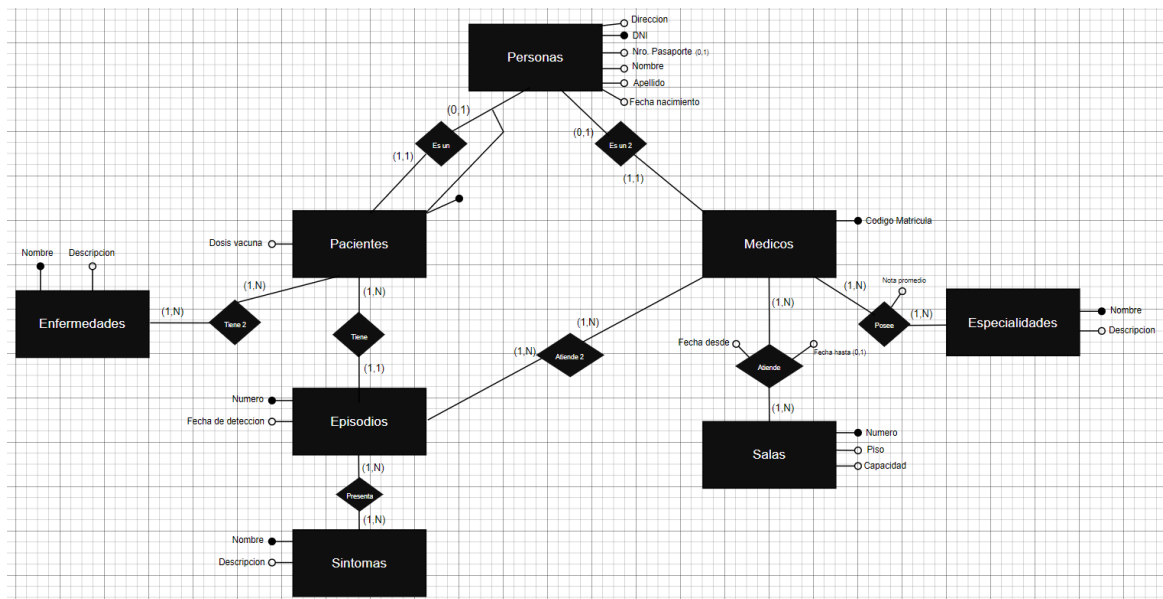 Direccion
DNI
Nro. Pasaporte (0,1)
Personas
Nombre
Apellido
Fecha nacimiento
(0,1)
(0,1)
Es un
Es un 2
(1,1)
(1,1)
Codigo Matricula
Dosis vacuna
Pacientes
Medicos
Nombre
Descripcion
Nota promedio
(1,N)
(1,N)
(1,N)
(1,N)
(1,N)
(1,N)
(1,N)
Enfermedades
Tiene 2
Tiene
(1,N)
Posee
Especialidades
Nombre
Descripcion
Fecha desde
Fecha hasta (0,1)
(1,N)
Atiende 2
(1,1)
Atiende
Numero
Fecha de deteccion
Episodios
(1,N)
Numero
Piso
Capacidad
Salas
(1,N)
Presenta
(1,N)
Nombre
Descripcion
Sintomas